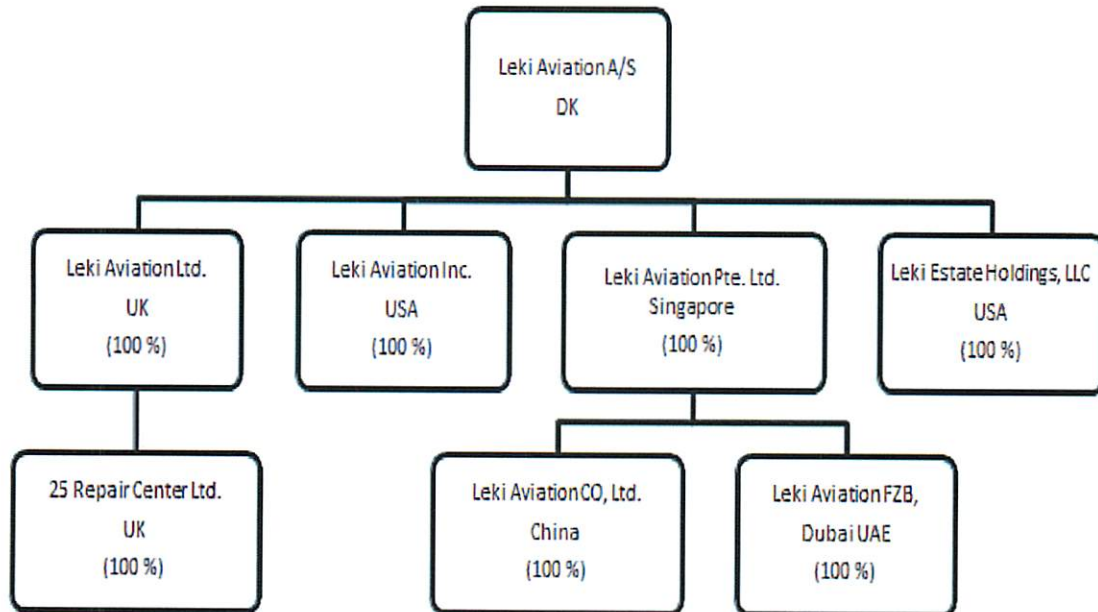 Leki Aviation A/S
DK
Leki Aviation Ltd.
UK
(100 %)
Leki Aviation Inc.
USA
(100 %)
Leki Aviation Pte. Ltd.
Singapore
(100 %)
Leki Estate Holdings, LLC
USA
(100 %)
25 Repair Center Ltd.
UK
(100 %)
Leki Aviation CO, Ltd.
China
(100 %)
Leki Aviation FZB,
Dubai UAE
(100 %)